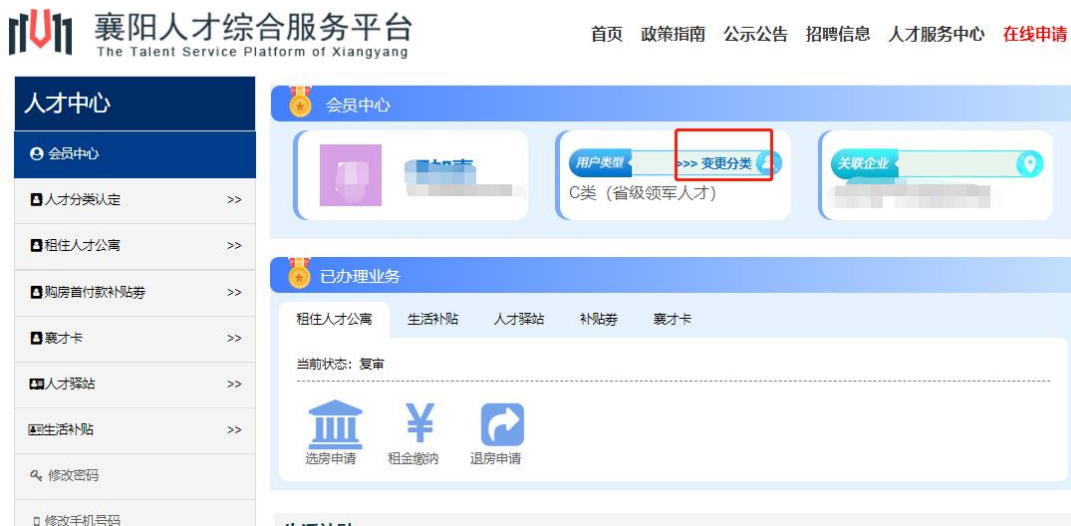 襄阳人才综合服务平台
The Talent Service Platform of Xiangyang
首页 政策指南 公示公告 招聘信息 人才服务中心 在线申请
人才中心
会员中心
人才分类认定 >>
租住人才公寓 >>
购房首付款补贴券 >>
襄才卡 >>
人才驿站 >>
生活补贴 >>
修改密码
修改手机号码
会员中心
用户类型 >>> 变更分类
C类（省级领军人才）
关联企业
已办理业务
租住人才公寓 生活补贴 人才驿站 补贴劵 襄才卡
当前状态：复审
选房申请 租金缴纳 退房申请